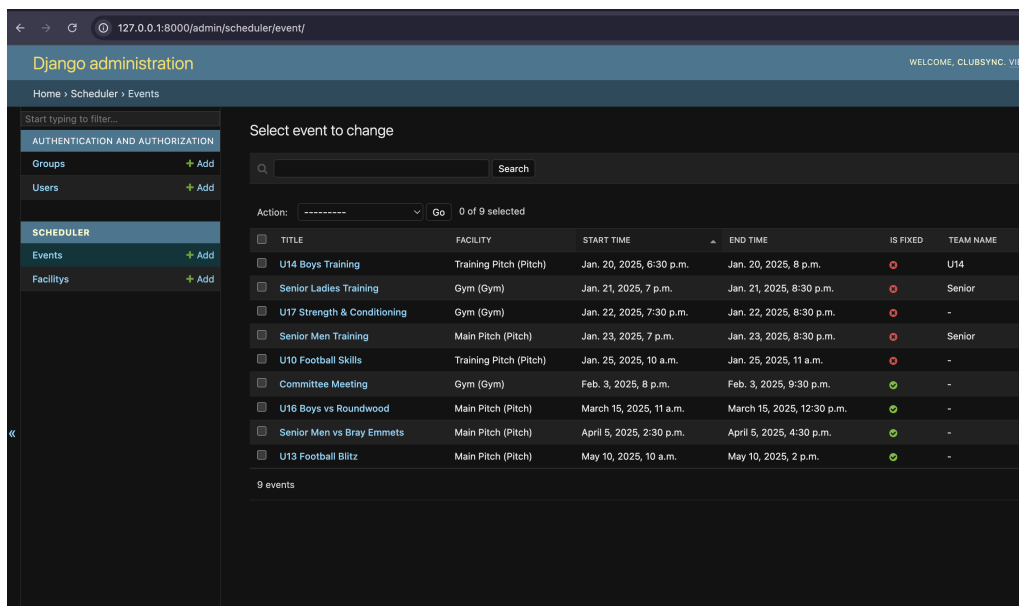 127.0.0.1:8000/admin/scheduler/event/
Django administration
WELCOME, CLUBSYNC. VI
Home › Scheduler › Events
Start typing to filter...
AUTHENTICATION AND AUTHORIZATION
Groups + Add
Users + Add
SCHEDULER
Events + Add
Facilitys + Add
«
Select event to change
Search
Action: --------- Go 0 of 9 selected
TITLE FACILITY START TIME END TIME IS FIXED TEAM NAME
U14 Boys Training Training Pitch (Pitch) Jan. 20, 2025, 6:30 p.m. Jan. 20, 2025, 8 p.m. U14
Senior Ladies Training Gym (Gym) Jan. 21, 2025, 7 p.m. Jan. 21, 2025, 8:30 p.m. Senior
U17 Strength & Conditioning Gym (Gym) Jan. 22, 2025, 7:30 p.m. Jan. 22, 2025, 8:30 p.m. -
Senior Men Training Main Pitch (Pitch) Jan. 23, 2025, 7 p.m. Jan. 23, 2025, 8:30 p.m. Senior
U10 Football Skills Training Pitch (Pitch) Jan. 25, 2025, 10 a.m. Jan. 25, 2025, 11 a.m. -
Committee Meeting Gym (Gym) Feb. 3, 2025, 8 p.m. Feb. 3, 2025, 9:30 p.m. -
U16 Boys vs Roundwood Main Pitch (Pitch) March 15, 2025, 11 a.m. March 15, 2025, 12:30 p.m. -
Senior Men vs Bray Emmets Main Pitch (Pitch) April 5, 2025, 2:30 p.m. April 5, 2025, 4:30 p.m. -
U13 Football Blitz Main Pitch (Pitch) May 10, 2025, 10 a.m. May 10, 2025, 2 p.m. -
9 events